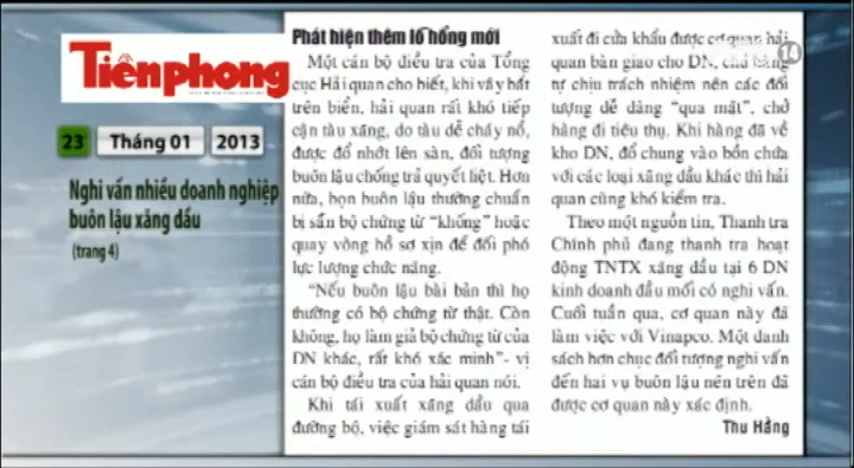 Tiềnphong
23 Tháng 01 2013
Nghi vấn nhiều doanh nghiệp
buôn lậu xăng dầu
(trang 4)
Phát hiện thêm lỗ hổng mới
Một cán bộ điều tra của Tổng
cục Hải quan cho biết, khi vây bắt
trên biển, hải quan rất khó tiếp
cận tàu xăng, do tàu dễ cháy nổ,
được đổ nhớt lên sàn, đối tượng
buôn lậu chống trả quyết liệt. Hơn
nữa, bọn buôn lậu thường chuẩn
bị sẵn bộ chứng từ “khống” hoặc
quay vòng hồ sơ xịn để đối phó
lực lượng chức năng.
“Nếu buôn lậu bài bản thì họ
thường có bộ chứng từ thật. Còn
không, họ làm giả bộ chứng từ của
DN khác, rất khó xác minh”- vị
cán bộ điều tra của hải quan nói.
Khi tái xuất xăng dầu qua
đường bộ, việc giám sát hàng tái
xuất đi cửa khẩu được cơ quan hải
quan bàn giao cho DN, chủ hàng
tự chịu trách nhiệm nên các đối
tượng dễ dàng “qua mặt”, chở
hàng đi tiêu thụ. Khi hàng đã về
kho DN, đổ chung vào bồn chứa
với các loại xăng dầu khác thì hải
quan cũng khó kiểm tra.
Theo một nguồn tin, Thanh tra
Chính phủ đang thanh tra hoạt
động TNTX xăng dầu tại 6 DN
kinh doanh đầu mối có nghi vấn.
Cuối tuần qua, cơ quan này đã
làm việc với Vinapco. Một danh
sách hơn chục đối tượng nghi vấn
đến hai vụ buôn lậu nên trên đã
được cơ quan này xác định.
Thu Hằng